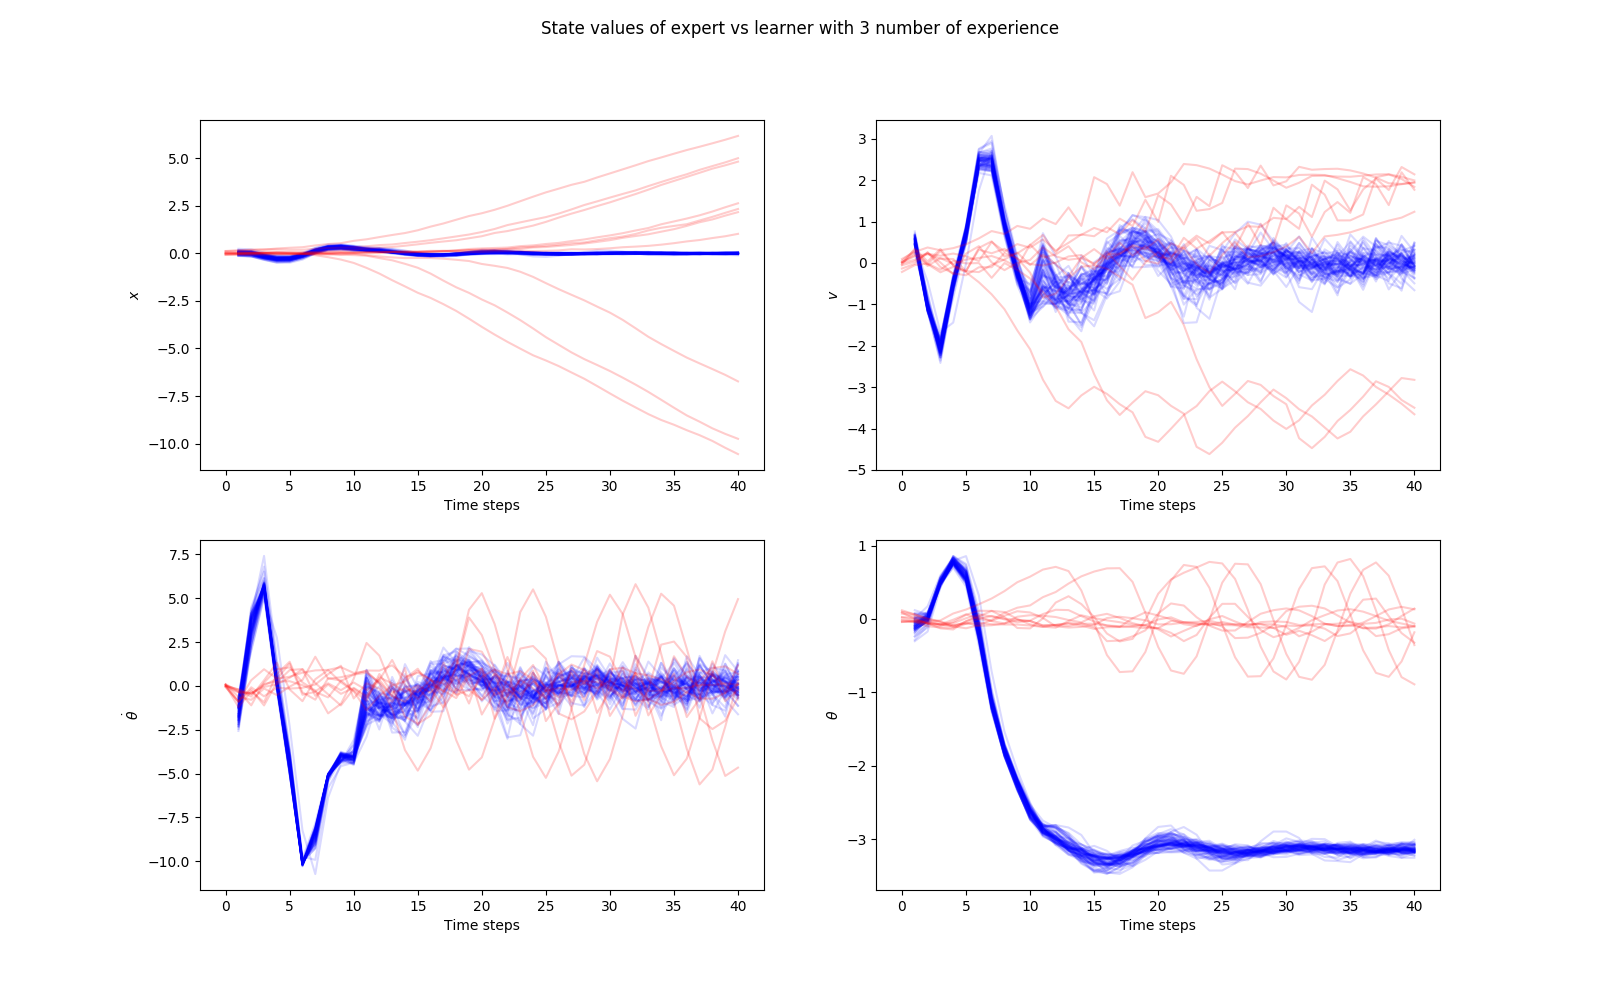 State values of expert vs learner with 3 number of experience
5.0
2.5
0.0
−2.5
−5.0
−7.5
−10.0
x
0 5 10 15 20 25 30 35 40
Time steps
3
2
1
0
−1
−2
−3
−4
−5
v
0 5 10 15 20 25 30 35 40
Time steps
7.5
5.0
2.5
0.0
−2.5
−5.0
−7.5
−10.0
θ̇
0 5 10 15 20 25 30 35 40
Time steps
1
0
−1
−2
−3
θ
0 5 10 15 20 25 30 35 40
Time steps